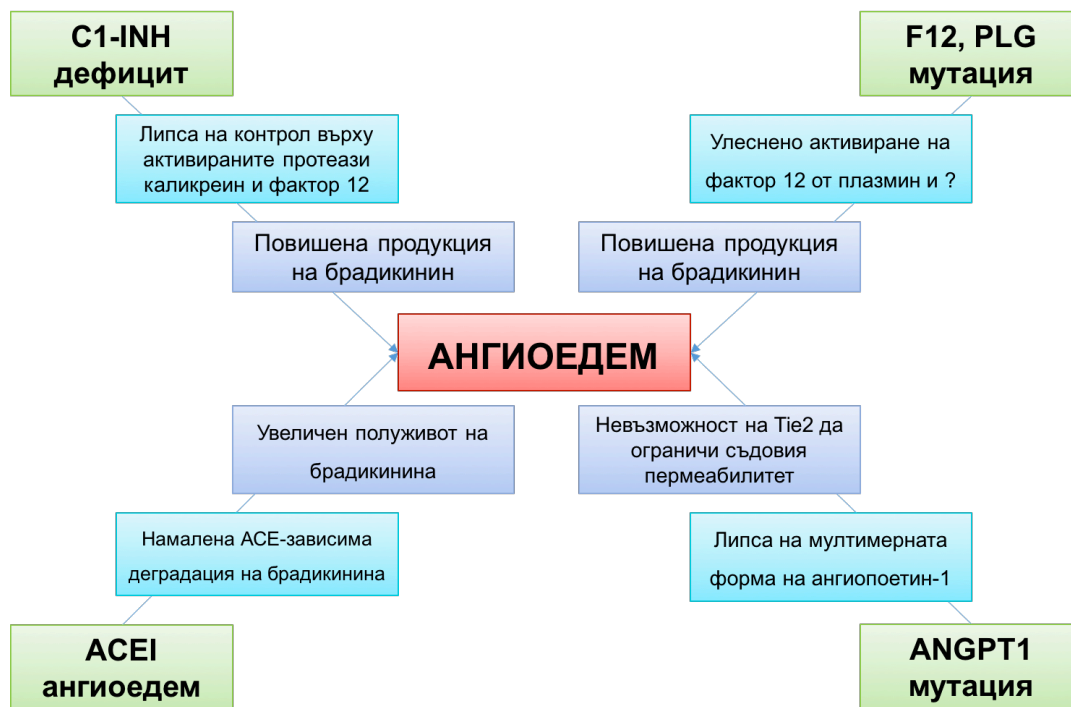 C1-INH
дефицит
F12, PLG
мутация
Липса на контрол върху
активираните протеази
каликреин и фактор 12
Улеснено активиране на
фактор 12 от плазмин и ?
Повишена продукция
на брадикинин
Повишена продукция
на брадикинин
АНГИОЕДЕМ
Увеличен полуживот на
брадикинина
Невъзможност на Tie2 да
ограничи съдовия
пермеабилитет
Намалена ACE-зависима
деградация на брадикинина
Липса на мултимерната
форма на ангиопоетин-1
ACEI
ангиоедем
ANGPT1
мутация